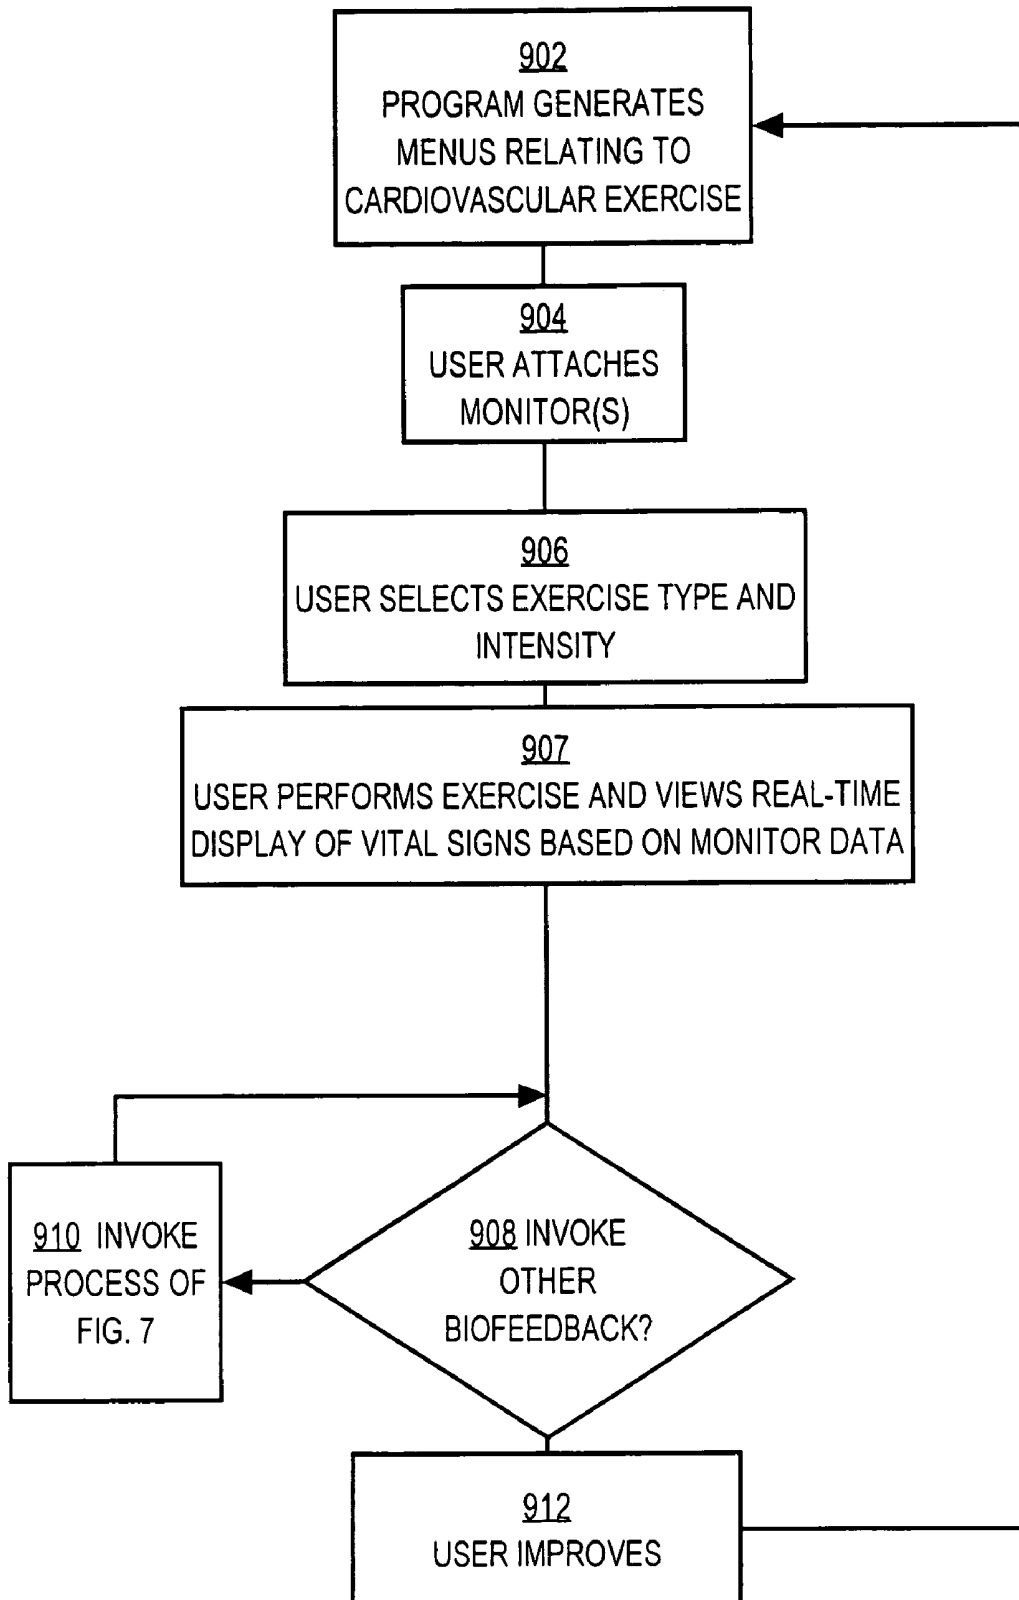 902
PROGRAM GENERATES
MENUS RELATING TO
CARDIOVASCULAR EXERCISE
904
USER ATTACHES
MONITOR(S)
906
USER SELECTS EXERCISE TYPE AND
INTENSITY
907
USER PERFORMS EXERCISE AND VIEWS REAL-TIME
DISPLAY OF VITAL SIGNS BASED ON MONITOR DATA
908 INVOKE
OTHER
BIOFEEDBACK?
910 INVOKE
PROCESS OF
FIG. 7
912
USER IMPROVES